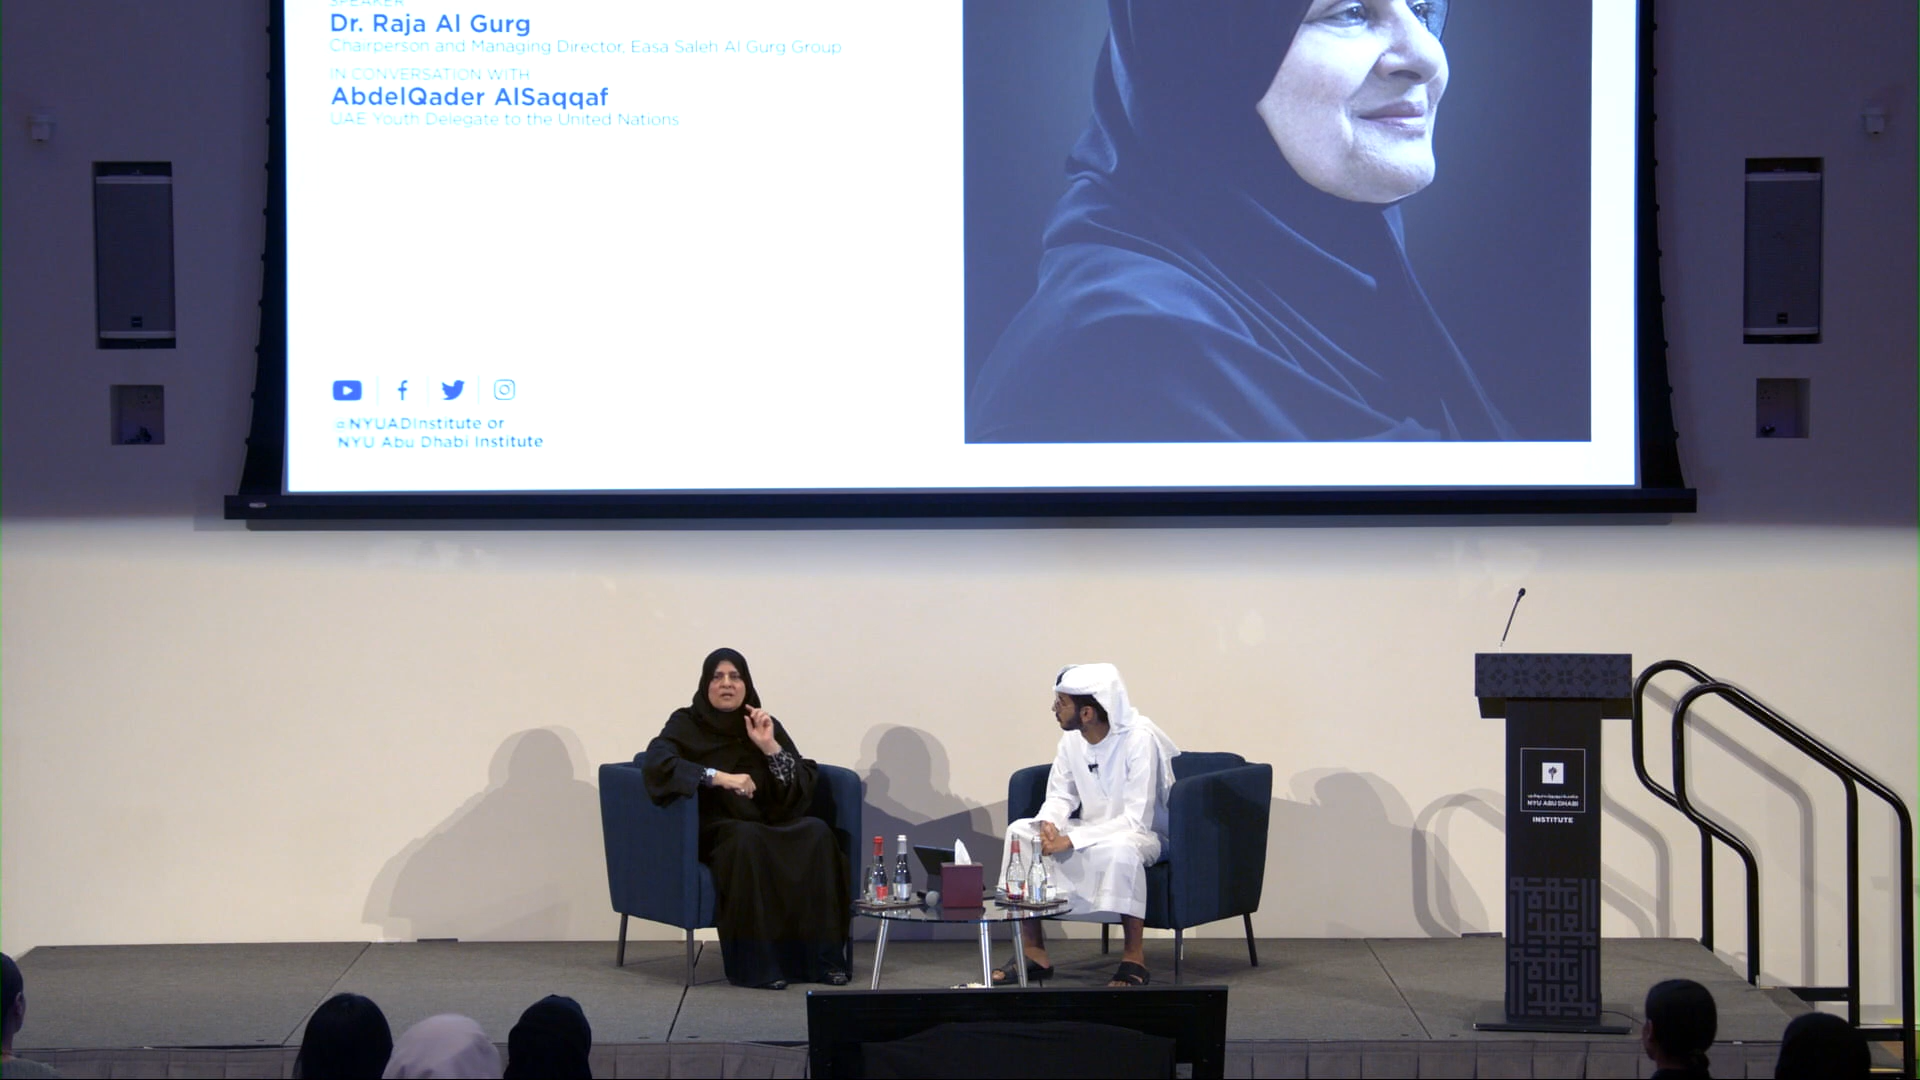 SPEAKER
Dr. Raja Al Gurg
Chairperson and Managing Director, Easa Saleh Al Gurg Group
IN CONVERSATION WITH
AbdelQader AlSaqqaf
UAE Youth Delegate to the United Nations
@NYUADInstitute or
NYU Abu Dhabi Institute
NYU ABU DHABI
INSTITUTE